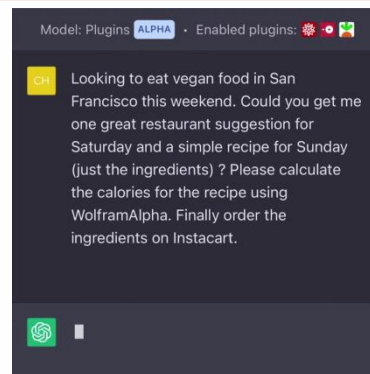 Model: Plugins ALPHA • Enabled plugins:
CH
Looking to eat vegan food in San
Francisco this weekend. Could you get me
one great restaurant suggestion for
Saturday and a simple recipe for Sunday
(just the ingredients) ? Please calculate
the calories for the recipe using
WolframAlpha. Finally order the
ingredients on Instacart.